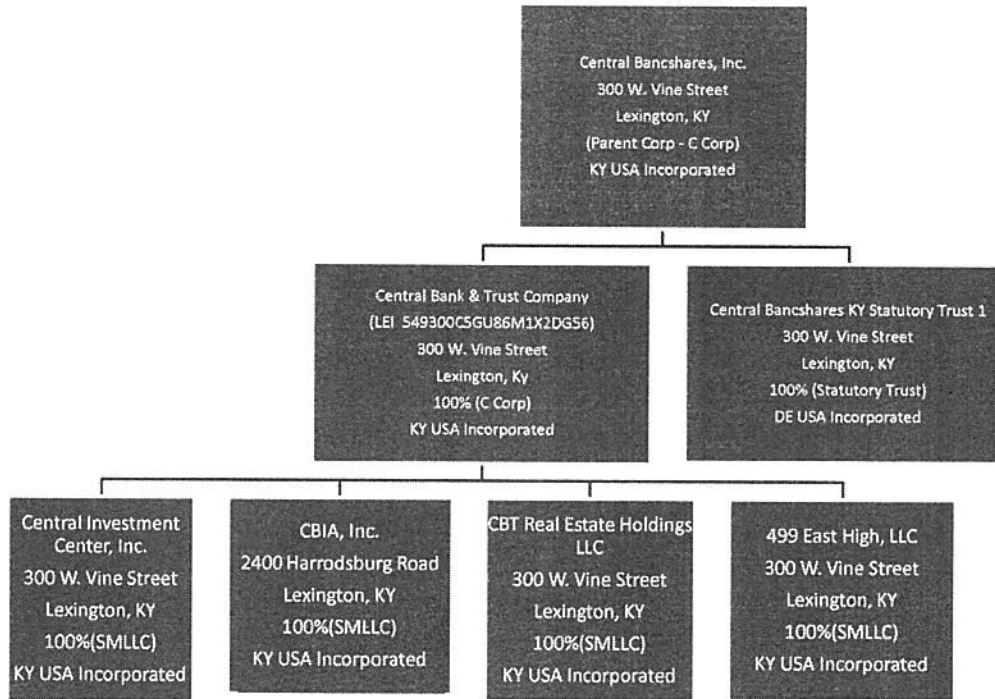 Central Bancshares, Inc.
300 W. Vine Street
Lexington, KY
(Parent Corp - C Corp)
KY USA Incorporated
Central Bank & Trust Company
(LEI 549300C5GU86M1X2DG56)
300 W. Vine Street
Lexington, Ky
100% (C Corp)
KY USA Incorporated
Central Bancshares KY Statutory Trust 1
300 W. Vine Street
Lexington, KY
100% (Statutory Trust)
DE USA Incorporated
Central Investment
Center, Inc.
300 W. Vine Street
Lexington, KY
100%(SMLLC)
KY USA Incorporated
CBIA, Inc.
2400 Harrodsburg Road
Lexington, KY
100%(SMLLC)
KY USA Incorporated
CBT Real Estate Holdings
LLC
300 W. Vine Street
Lexington, KY
100%(SMLLC)
KY USA Incorporated
499 East High, LLC
300 W. Vine Street
Lexington, KY
100%(SMLLC)
KY USA Incorporated